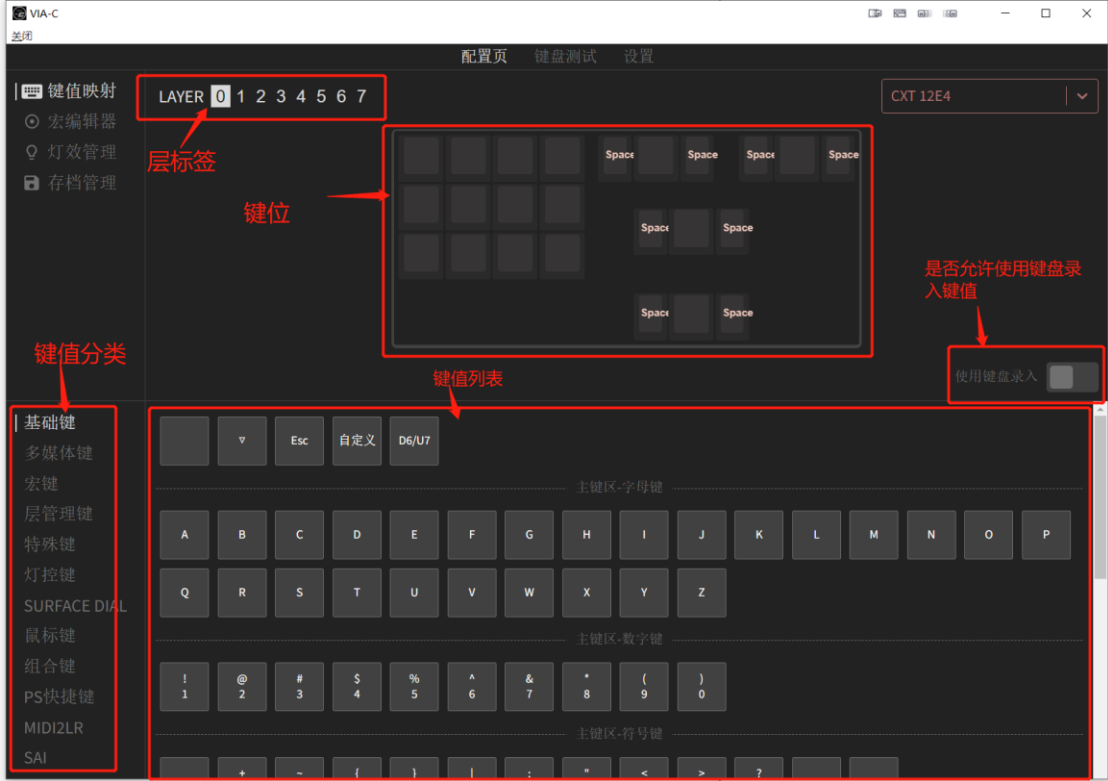 VIA-C
关闭
配置页 键盘测试 设置
键值映射
宏编辑器
灯效管理
存档管理
LAYER 0 1 2 3 4 5 6 7
层标签
CXT 12E4
键位
Space Space Space Space
Space Space
Space Space
是否允许使用键盘录
入键值
使用键盘录入
键值分类
键值列表
基础键
多媒体键
宏键
层管理键
特殊键
灯控键
SURFACE DIAL
鼠标键
组合键
PS快捷键
MIDI2LR
SAI
▽ Esc 自定义 D6/U7
主键区-字母键
A B C D E F G H I J K L M N O P
Q R S T U V W X Y Z
主键区-数字键
! @ # $ % ^ & * ( )
1 2 3 4 5 6 7 8 9 0
主键区-符号键
+ ~ { } | : " < > ?